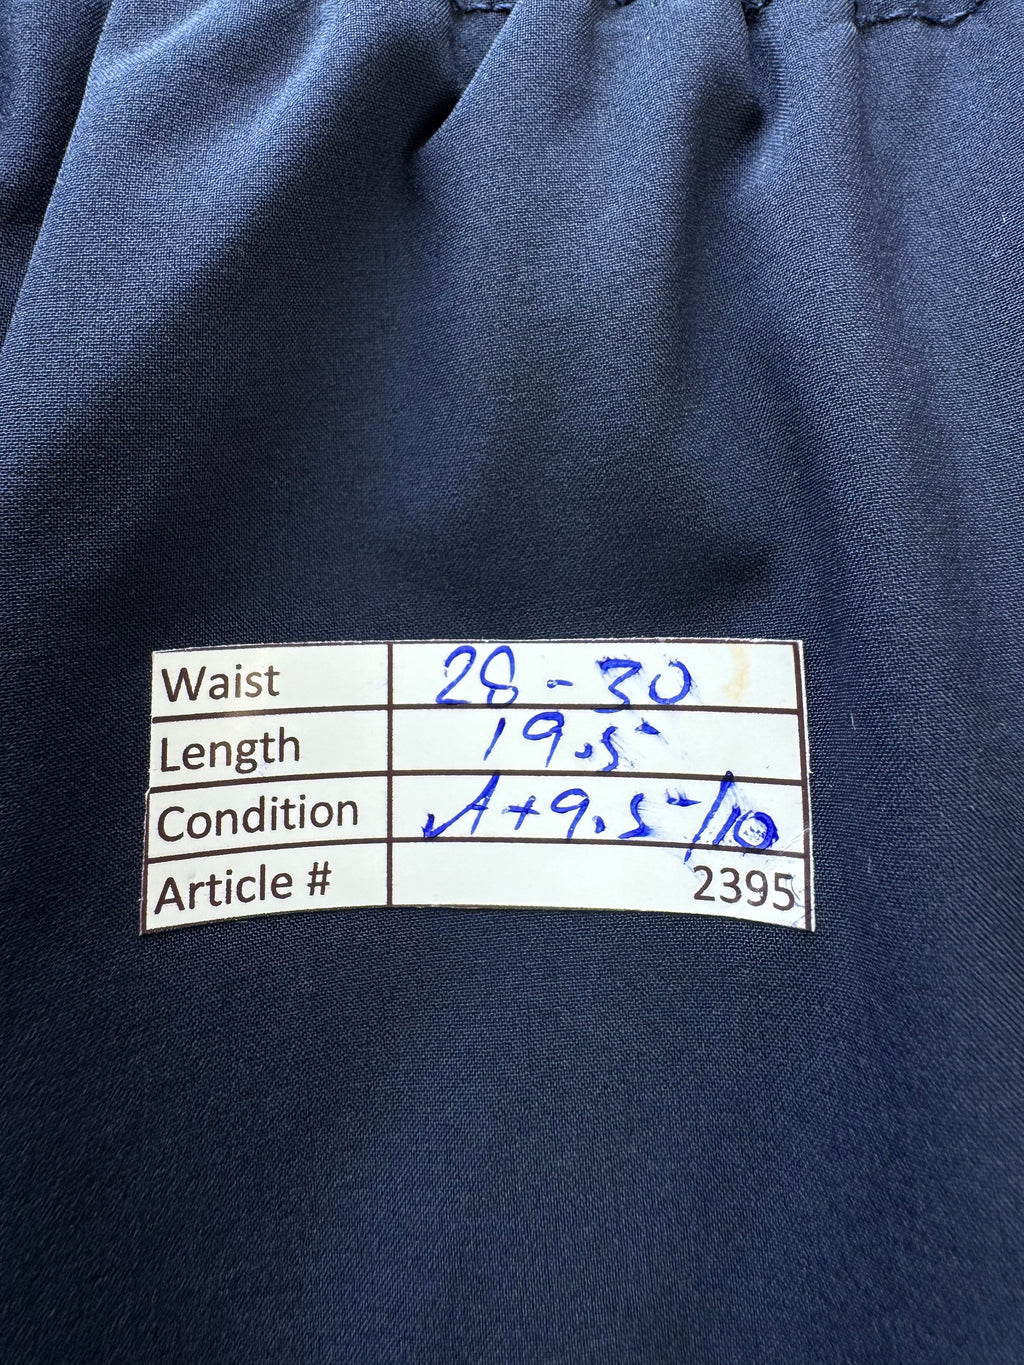 Waist 28 - 30
Length 19.5
Condition A+ 9.5/10
Article # 2395